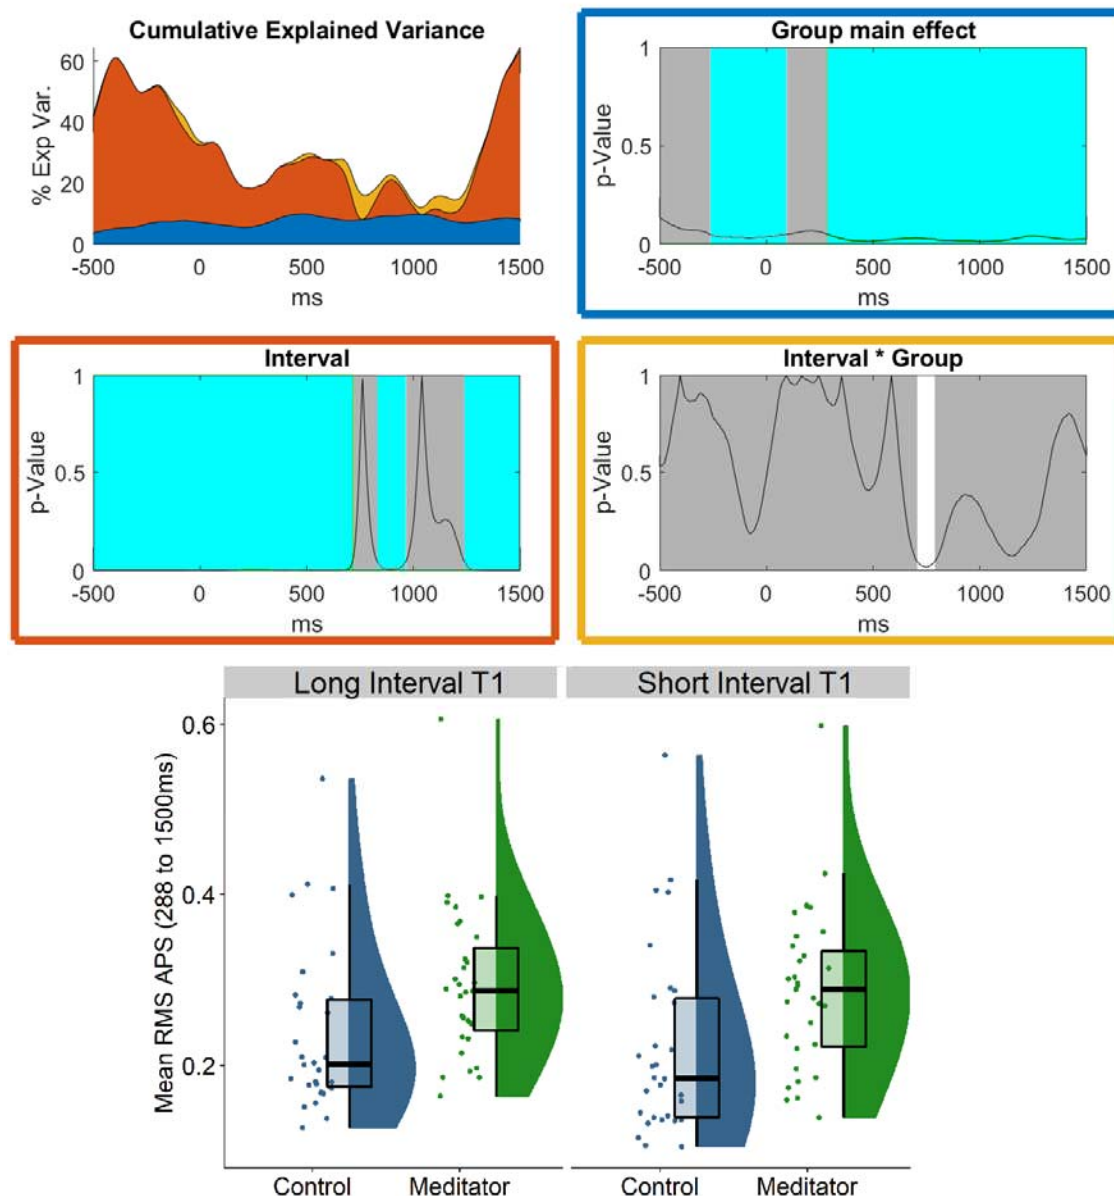 Cumulative Explained Variance
60
40
20
0
% Exp Var.
-500 0 500 1000 1500
ms
Group main effect
1
0.5
0
p-Value
-500 0 500 1000 1500
ms
Interval
1
0.5
0
p-Value
-500 0 500 1000 1500
ms
Interval * Group
1
0.5
0
p-Value
-500 0 500 1000 1500
ms
Long Interval T1 Short Interval T1
Mean RMS APS (288 to 1500ms)
0.6
0.4
0.2
Control Meditator Control Meditator